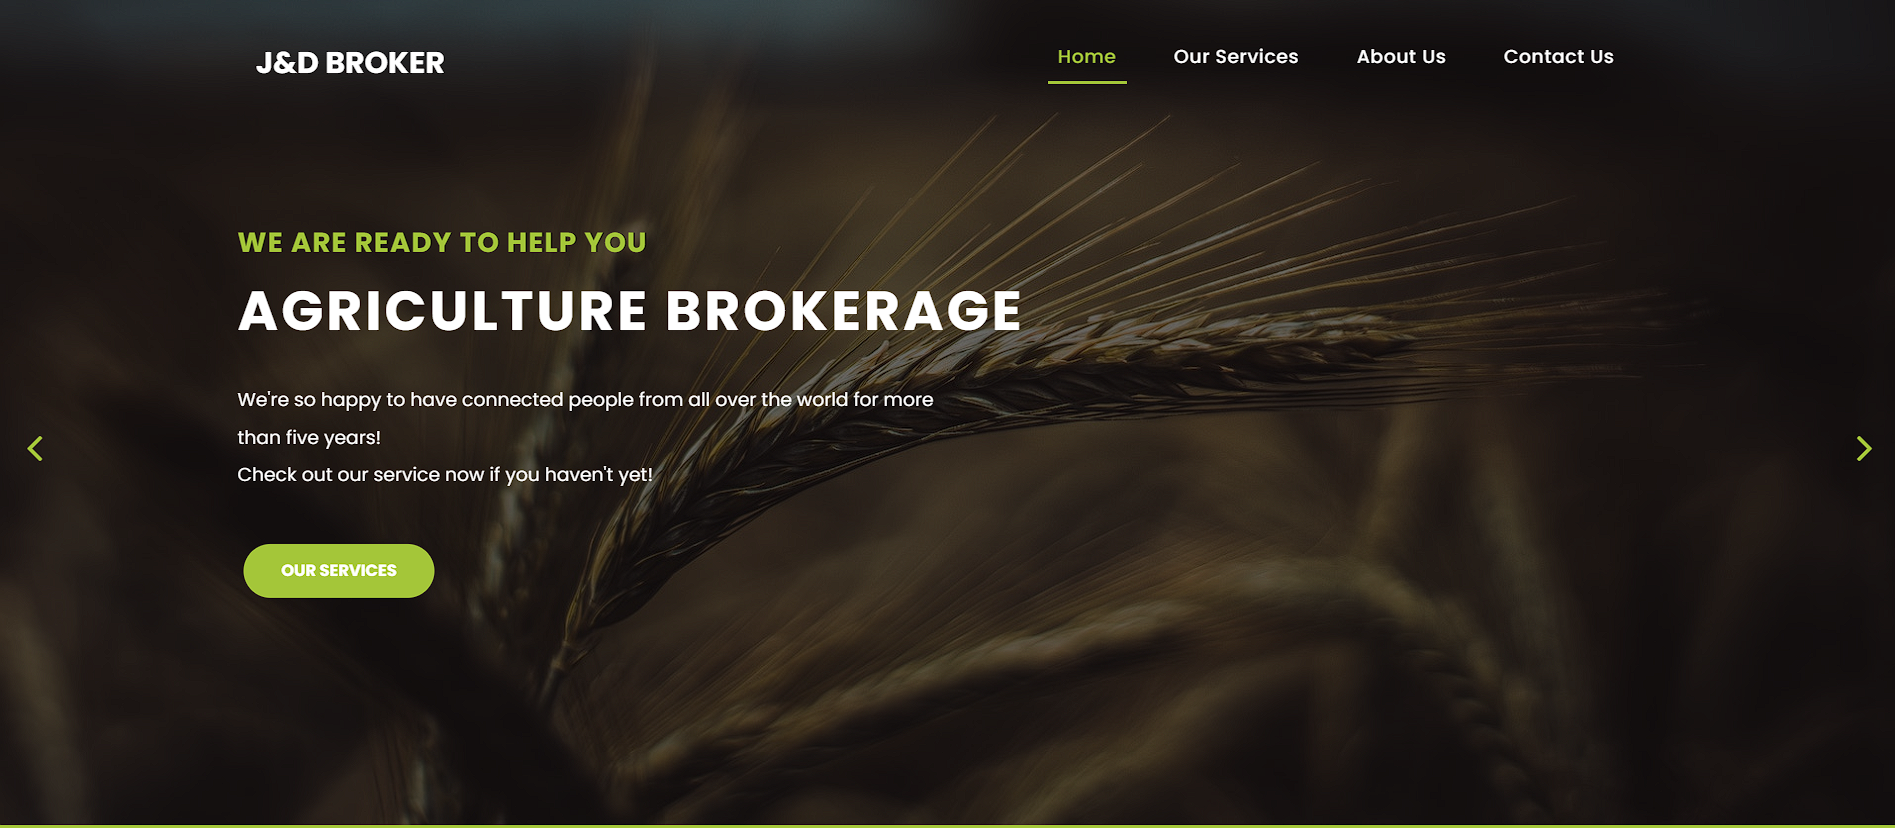 J&D BROKER
Home
Our Services
About Us
Contact Us
WE ARE READY TO HELP YOU
AGRICULTURE BROKERAGE
We're so happy to have connected people from all over the world for more
than five years!
Check out our service now if you haven't yet!
OUR SERVICES